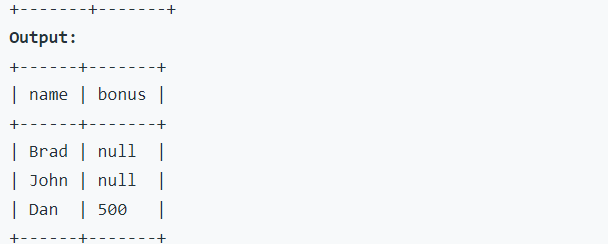 +-------+-------+
Output:
+------+-------+
| name | bonus |
+------+-------+
| Brad | null  |
| John | null  |
| Dan  | 500   |
+------+-------+